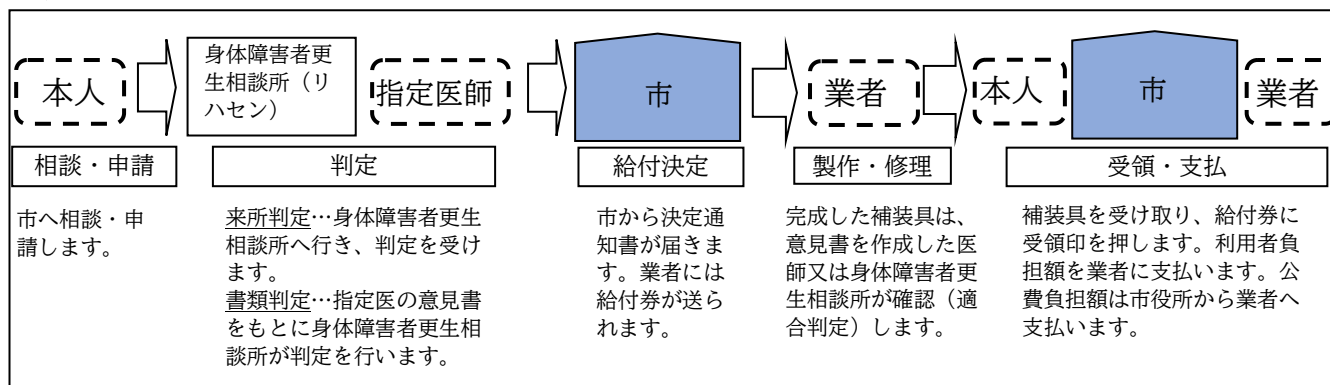 本人
身体障害者更
生相談所（リ
ハセン）
指定医師
市
業者
本人
市
業者
相談・申請
判定
給付決定
製作・修理
受領・支払
市へ相談・申
請します。
来所判定…身体障害者更生
相談所へ行き、判定を受け
ます。
書類判定…指定医の意見書
をもとに身体障害者更生相
談所が判定を行います。
市から決定通
知書が届きま
す。業者には
給付券が送ら
れます。
完成した補装具は、
意見書を作成した医
師又は身体障害者更
生相談所が確認（適
合判定）します。
補装具を受け取り、給付券に
受領印を押します。利用者負
担額を業者に支払います。公
費負担額は市役所から業者へ
支払います。